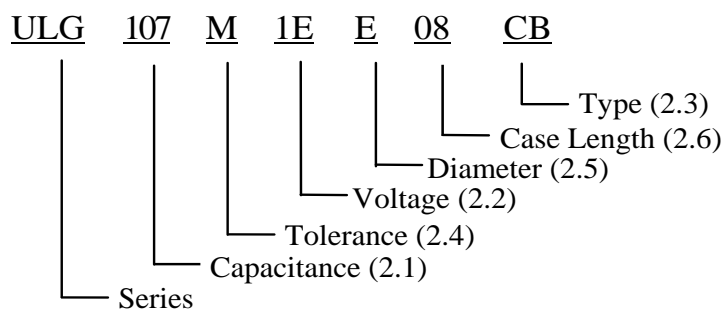 ULG 107 M 1E E 08 CB
Type (2.3)
Case Length (2.6)
Diameter (2.5)
Voltage (2.2)
Tolerance (2.4)
Capacitance (2.1)
Series